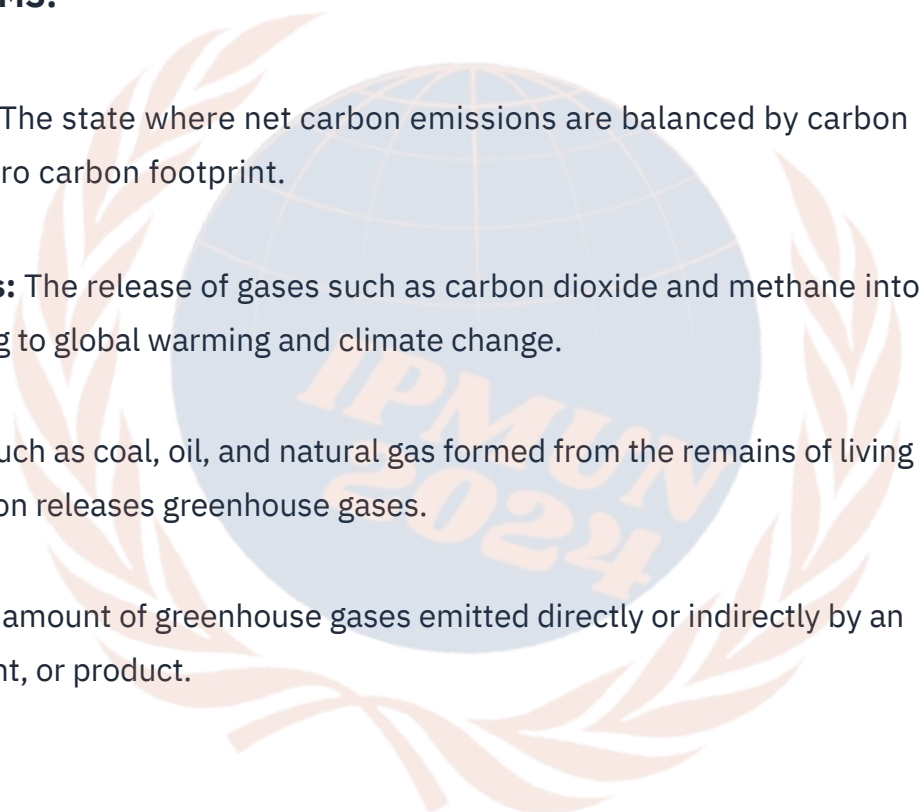 MS:
The state where net carbon emissions are balanced by carbon
ro carbon footprint.
s: The release of gases such as carbon dioxide and methane into
g to global warming and climate change.
uch as coal, oil, and natural gas formed from the remains of living
on releases greenhouse gases.
amount of greenhouse gases emitted directly or indirectly by an
nt, or product.
IPMUN
2024